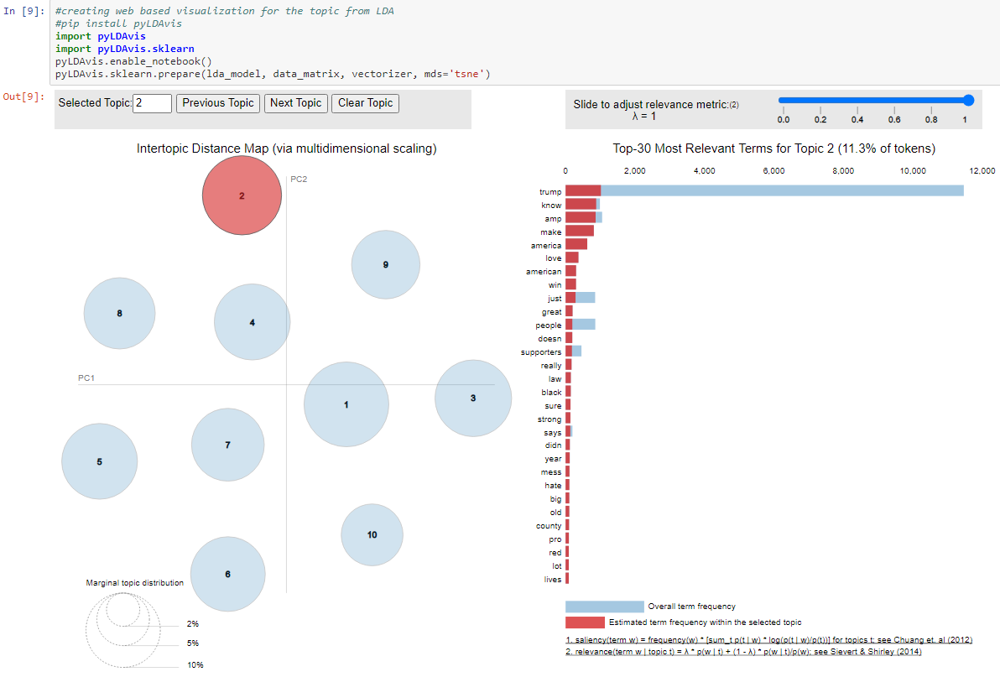 In [9]:
#creating web based visualization for the topic from LDA
#pip install pyLDAvis
import pyLDAvis
import pyLDAvis.sklearn
pyLDAvis.enable_notebook()
pyLDAvis.sklearn.prepare(lda_model, data_matrix, vectorizer, mds='tsne')
Out[9]:
Selected Topic: 2 Previous Topic Next Topic Clear Topic
Slide to adjust relevance metric:(2)
λ = 1
0.0 0.2 0.4 0.6 0.8 1
Intertopic Distance Map (via multidimensional scaling)
PC2
2
9
8
4
PC1
1
3
7
5
10
6
Marginal topic distribution
2%
5%
10%
Top-30 Most Relevant Terms for Topic 2 (11.3% of tokens)
0 2,000 4,000 6,000 8,000 10,000 12,000
trump
know
amp
make
america
love
american
win
just
great
people
doesn
supporters
really
law
black
sure
strong
says
didn
year
mess
hate
big
old
county
pro
red
lot
lives
Overall term frequency
Estimated term frequency within the selected topic
1. saliency(term w) = frequency(w) * [sum_t p(t | w) * log(p(t | w)/p(t))] for topics t; see Chuang et. al (2012)
2. relevance(term w | topic t) = λ * p(w | t) + (1 - λ) * p(w | t)/p(w); see Sievert & Shirley (2014)